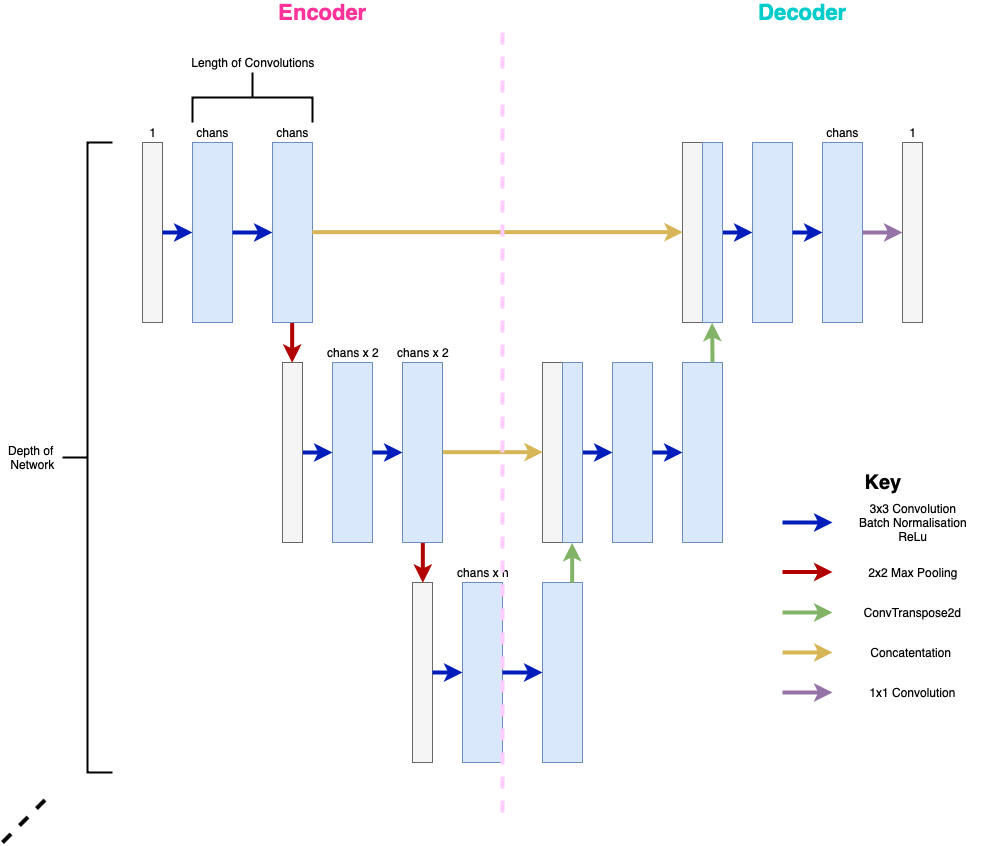 Encoder
Decoder
Length of Convolutions
1
chans
chans
chans
1
chans x 2
chans x 2
Depth of
Network
chans x n
Key
3x3 Convolution
Batch Normalisation
ReLu
2x2 Max Pooling
ConvTranspose2d
Concatentation
1x1 Convolution